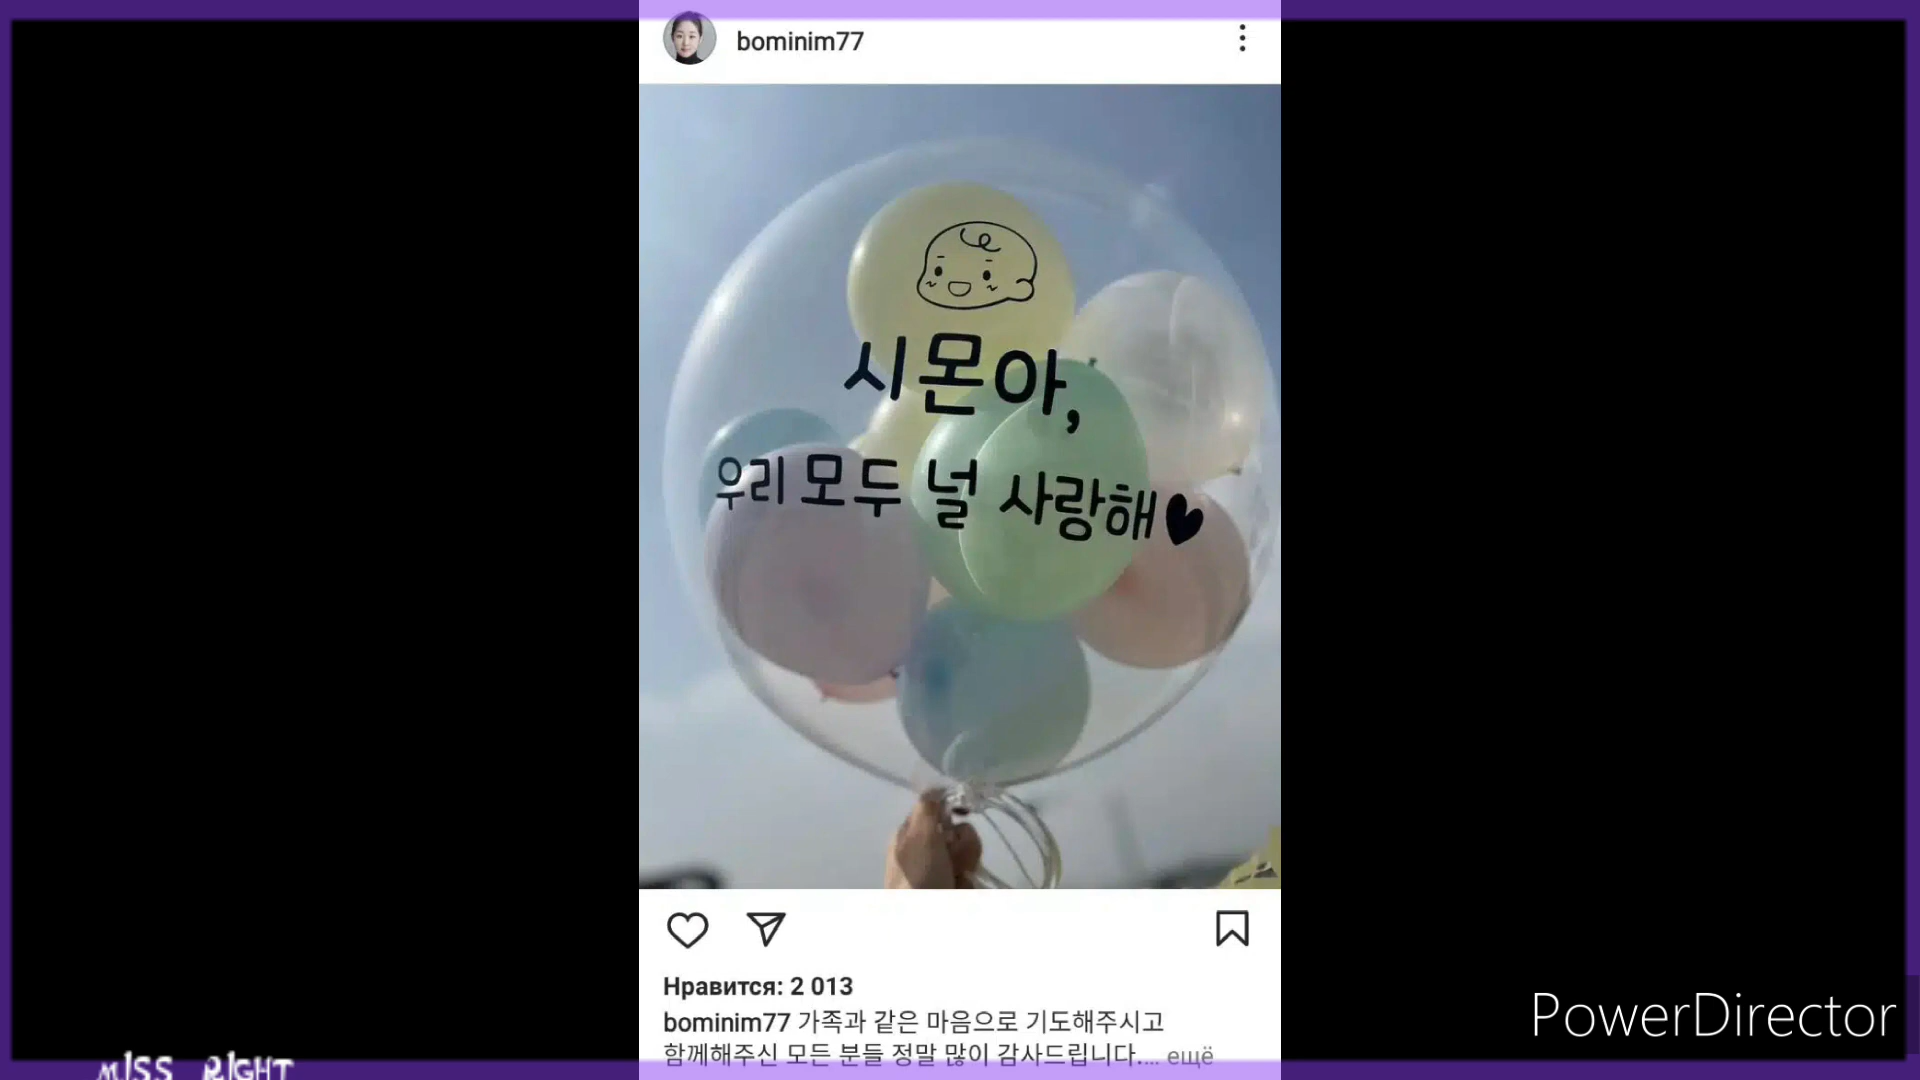 bominim77
시몬아,
우리 모두 널 사랑해
Нравится: 2 013
bominim77 가족과 같은 마음으로 기도해주시고
함께해주신 모든 분들 정말 많이 감사드립니다.... ещё
PowerDirector
MISS RIGHT